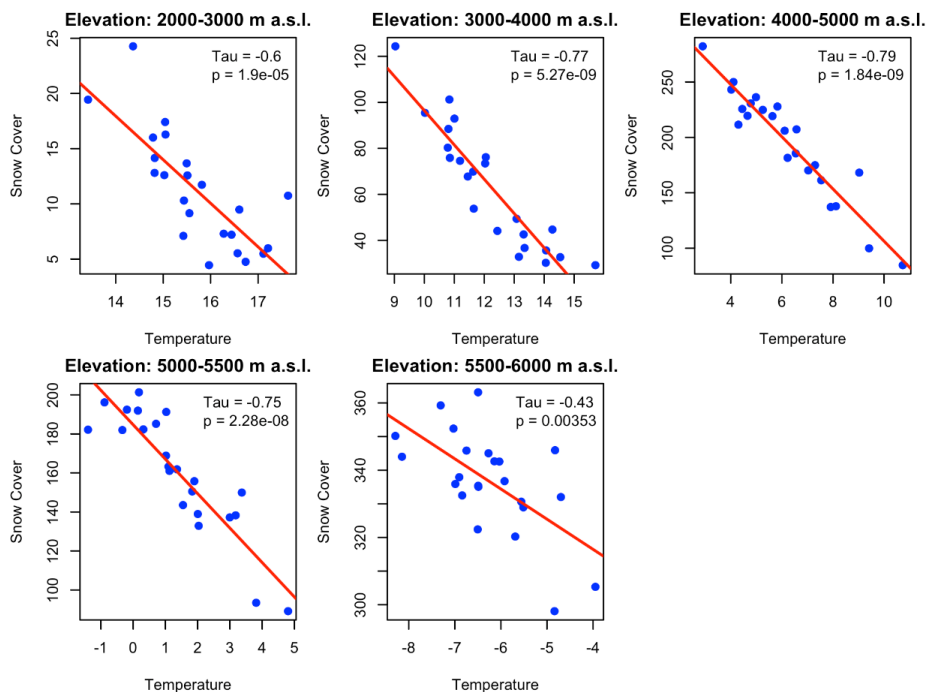 Elevation: 2000-3000 m a.s.l.
Tau = -0.6
p = 1.9e-05
Snow Cover
25
20
15
10
5
14 15 16 17
Temperature
Elevation: 3000-4000 m a.s.l.
Tau = -0.77
p = 5.27e-09
Snow Cover
120
100
80
60
40
9 10 11 12 13 14 15
Temperature
Elevation: 4000-5000 m a.s.l.
Tau = -0.79
p = 1.84e-09
Snow Cover
250
200
150
100
4 6 8 10
Temperature
Elevation: 5000-5500 m a.s.l.
Tau = -0.75
p = 2.28e-08
Snow Cover
200
180
160
140
120
100
-1 0 1 2 3 4 5
Temperature
Elevation: 5500-6000 m a.s.l.
Tau = -0.43
p = 0.00353
Snow Cover
360
340
320
300
-8 -7 -6 -5 -4
Temperature